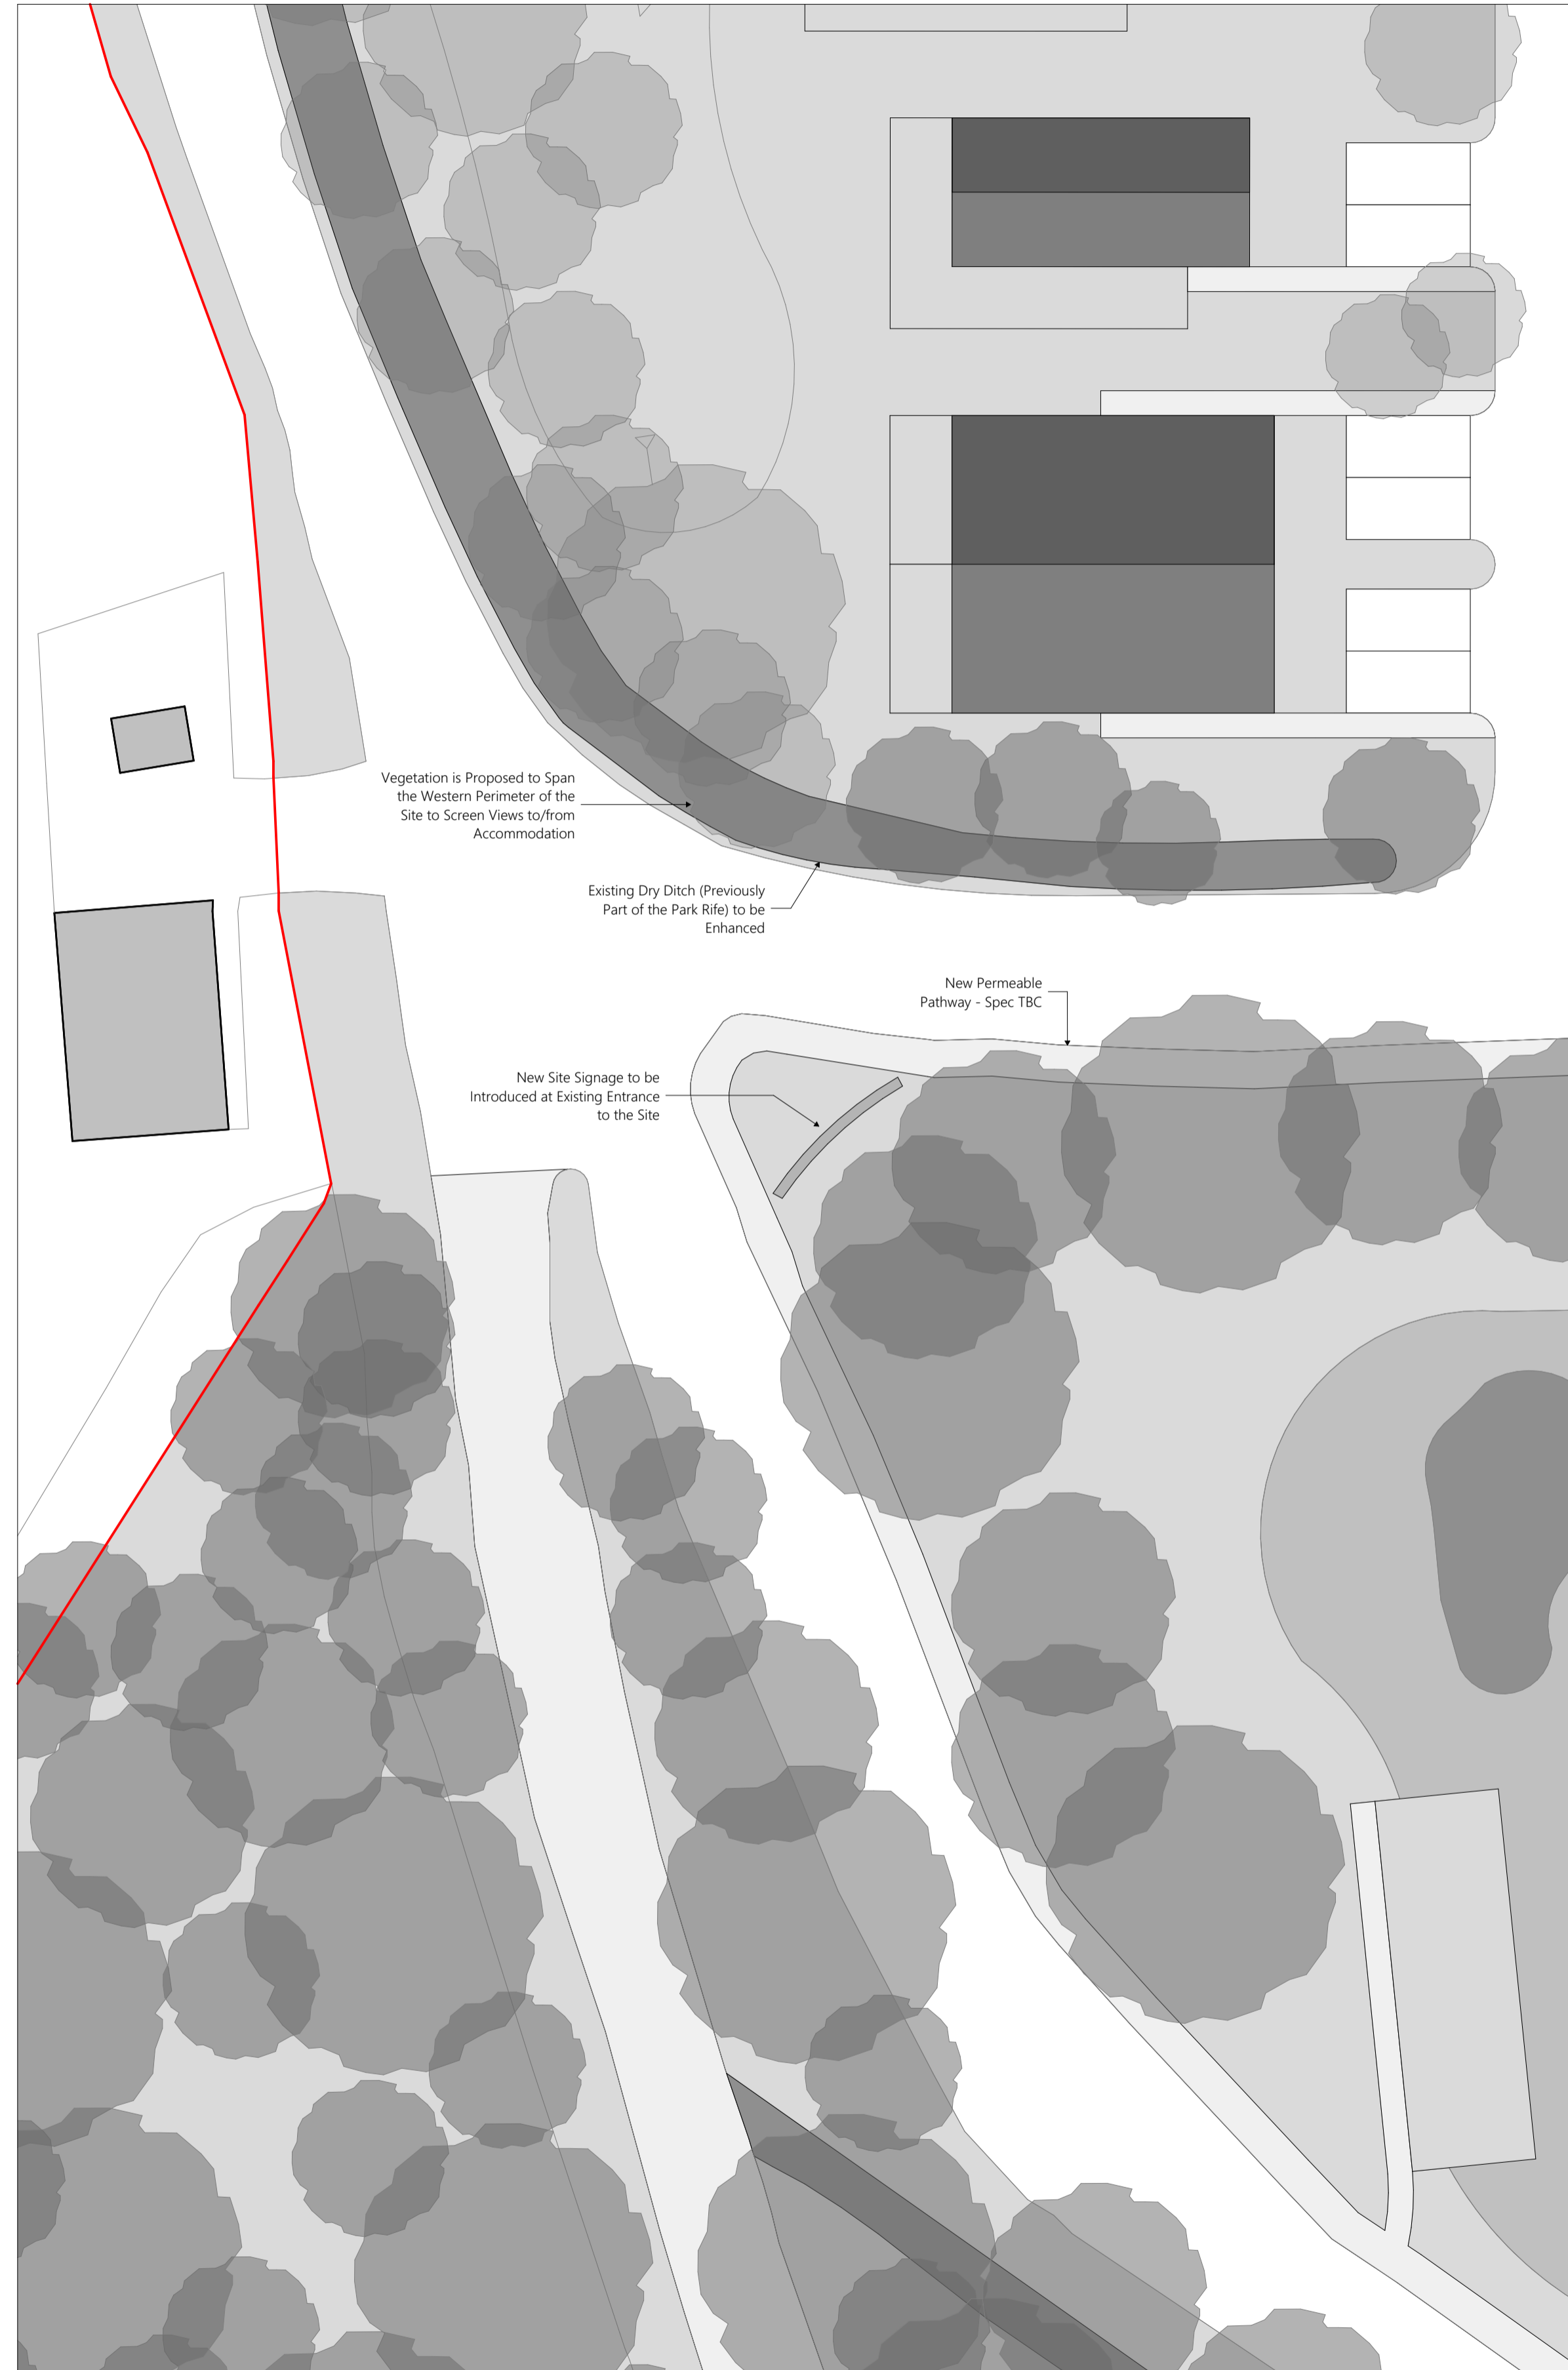 Vegetation is Proposed to Span
the Western Perimeter of the
Site to Screen Views to/from
Accommodation
Existing Dry Ditch (Previously
Part of the Park Rife) to be
Enhanced
New Permeable
Pathway - Spec TBC
New Site Signage to be
Introduced at Existing Entrance
to the Site